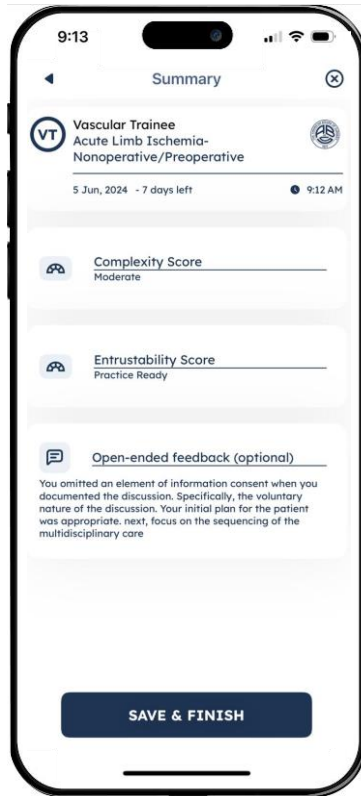 9:13
Summary
VT
Vascular Trainee
Acute Limb Ischemia-
Nonoperative/Preoperative
5 Jun, 2024 - 7 days left 9:12 AM
Complexity Score
Moderate
Entrustability Score
Practice Ready
Open-ended feedback (optional)
You omitted an element of information consent when you
documented the discussion. Specifically, the voluntary
nature of the discussion. Your initial plan for the patient
was appropriate. next, focus on the sequencing of the
multidisciplinary care
SAVE & FINISH